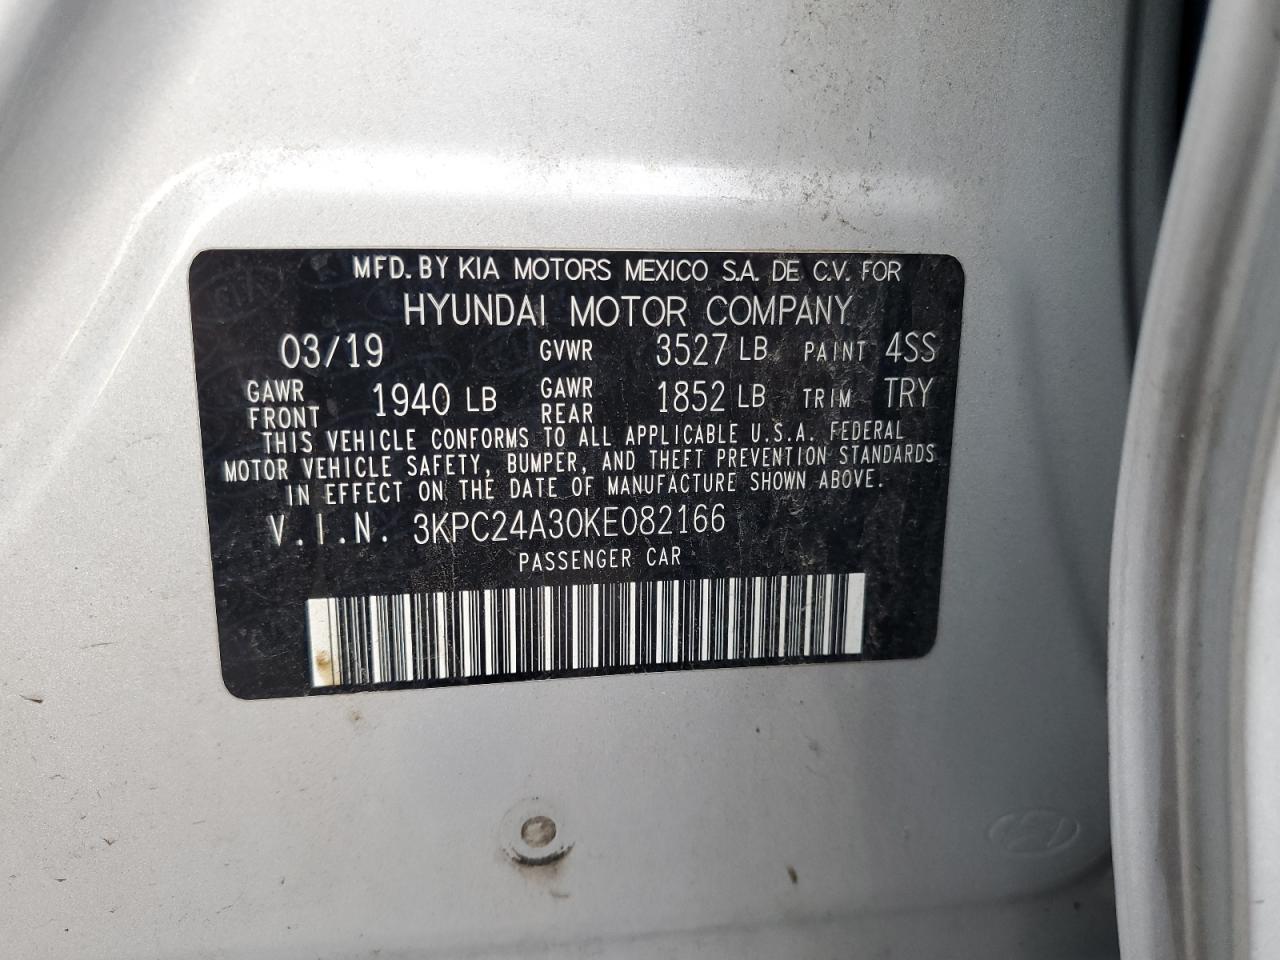 MFD. BY KIA MOTORS MEXICO S.A. DE C.V. FOR
HYUNDAI MOTOR COMPANY
03/19 GVWR 3527 LB PAINT 4SS
GAWR FRONT 1940 LB GAWR REAR 1852 LB TRIM TRY
THIS VEHICLE CONFORMS TO ALL APPLICABLE U.S.A. FEDERAL
MOTOR VEHICLE SAFETY, BUMPER, AND THEFT PREVENTION STANDARDS
IN EFFECT ON THE DATE OF MANUFACTURE SHOWN ABOVE.
V.I.N. 3KPC24A30KE082166
PASSENGER CAR